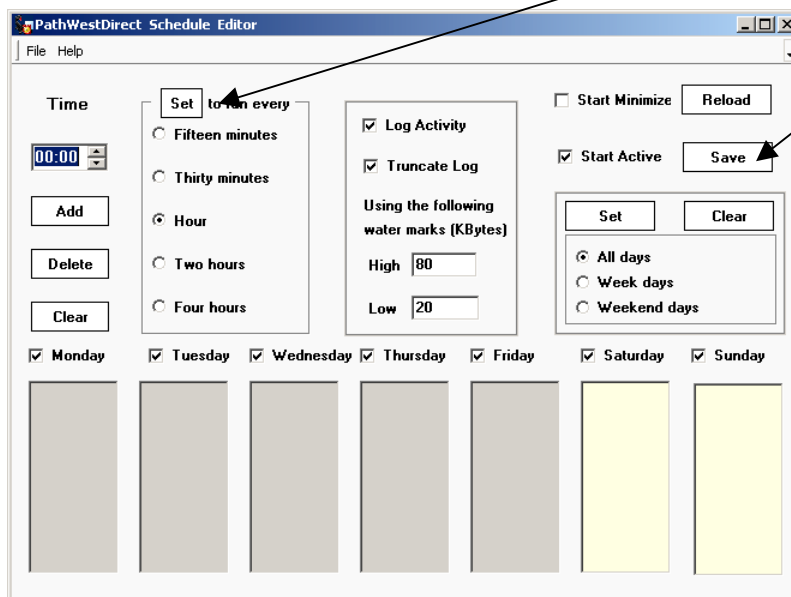 PathWestDirect Schedule Editor
File Help
Time
00:00
Add
Delete
Clear
Set to run every
Fifteen minutes
Thirty minutes
Hour
Two hours
Four hours
Log Activity
Truncate Log
Using the following
water marks (KBytes)
High 80
Low 20
Start Minimize Reload
Start Active Save
Set Clear
All days
Week days
Weekend days
Monday Tuesday Wednesday Thursday Friday Saturday Sunday